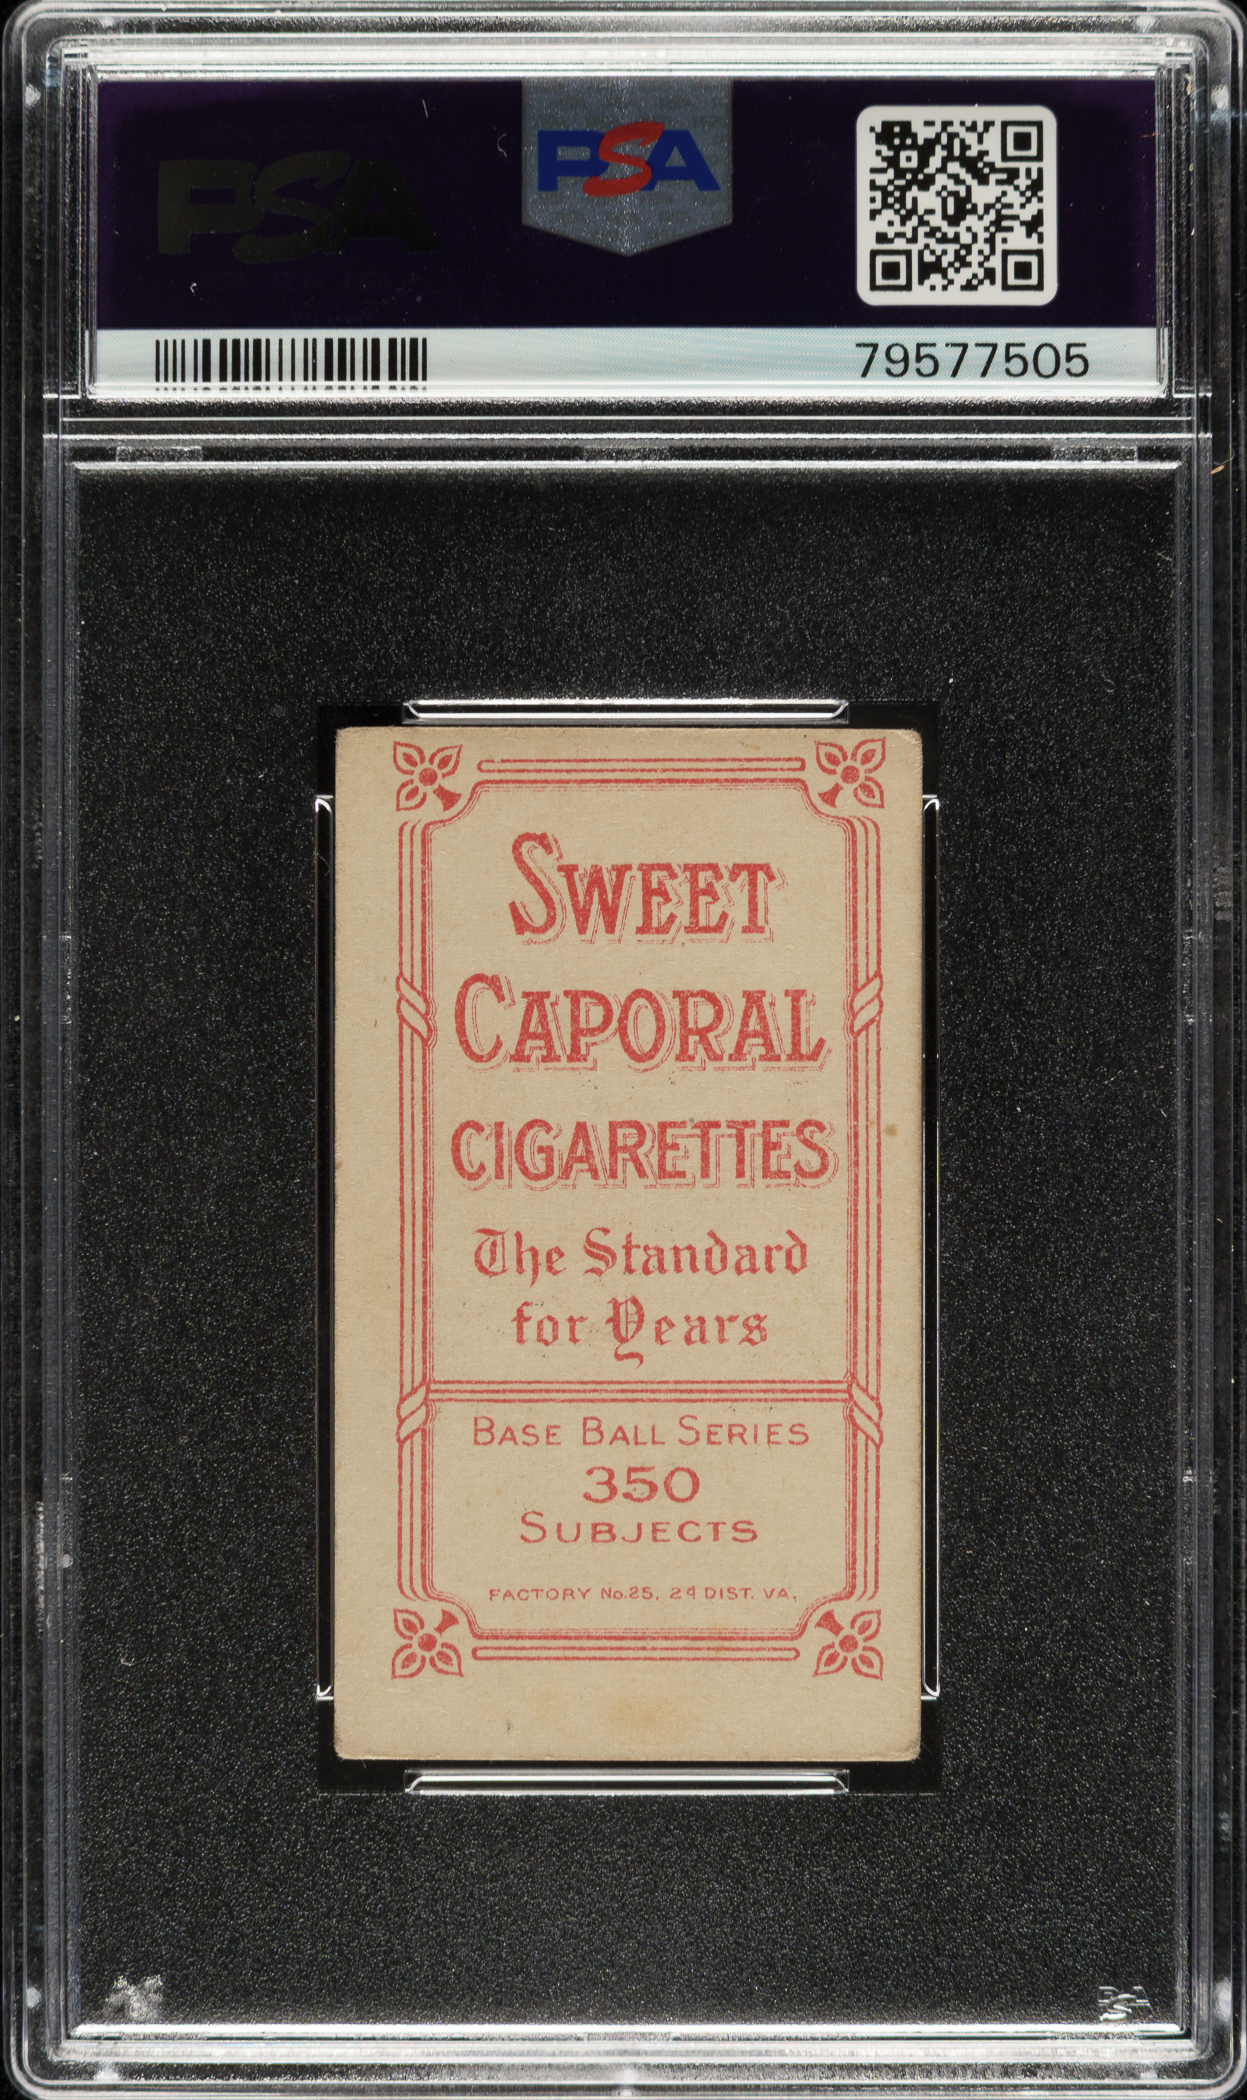 PSA
PSA
79577505
SWEET
CAPORAL
CIGARETTES
The Standard
for Years
BASE BALL SERIES
350
SUBJECTS
FACTORY No.25, 2d DIST. VA.
PSA